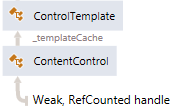 ControlTemplate
_templateCache
ContentControl
Weak, RefCounted handle